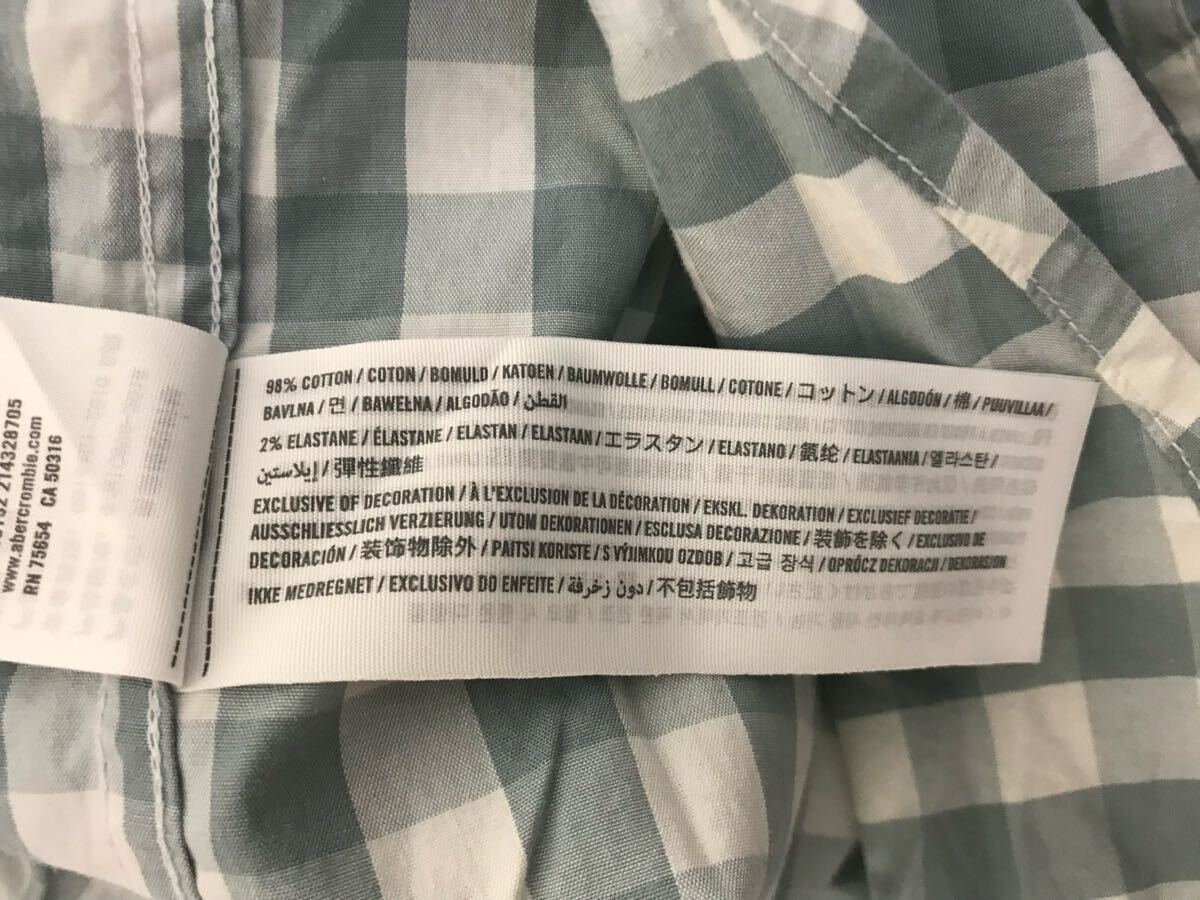 132 214328705
www.abercrombie.com
RN 75654 CA 50316
98% COTTON / COTON / BOMULD / KATOEN / BAUMWOLLE / BOMULL / COTONE / コットン / ALGODÓN / 棉 / PUUVILLAA /
BAVLNA / 면 / BAWEŁNA / ALGODÃO / القطن
2% ELASTANE / ÉLASTANE / ELASTAN / ELASTAAN / エラスタン / ELASTANO / 氨纶 / ELASTAANIA / 엘라스탄 /
إيلاستين / 彈性纖維
EXCLUSIVE OF DECORATION / À L'EXCLUSION DE LA DÉCORATION / EKSKL. DEKORATION / EXCLUSIEF DECORATIE /
AUSSCHLIESSLICH VERZIERUNG / UTOM DEKORATIONEN / ESCLUSA DECORAZIONE / 装飾を除く / EXCLUSIVO DE
DECORACIÓN / 装饰物除外 / PAITSI KORISTE / S VÝJIMKOU OZDOB / 고급 장식 / OPRÓCZ DEKORACJI / DEKORASJON
IKKE MEDREGNET / EXCLUSIVO DO ENFEITE / دون زخرفة / 不包括飾物